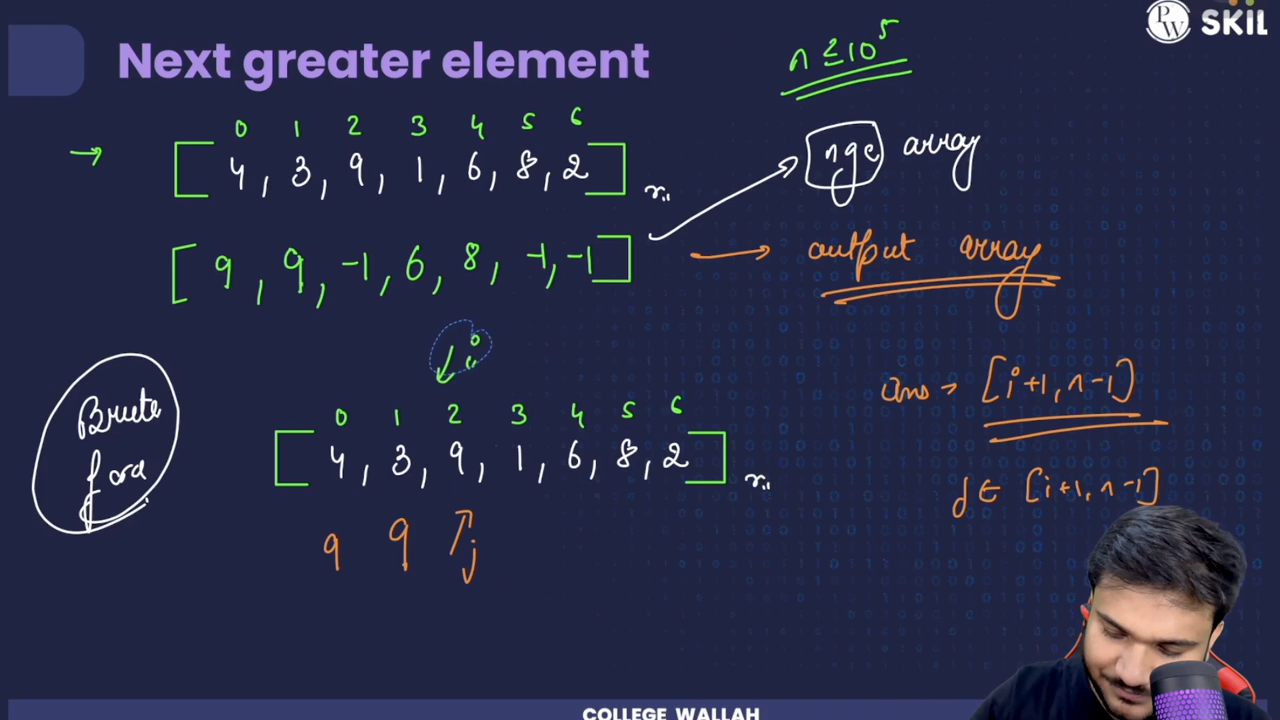 PW SKIL
Next greater element
n ≤ 10^5
0 1 2 3 4 5 6
→ [4, 3, 9, 1, 6, 8, 2]
nge array
[9, 9, -1, 6, 8, -1, -1]
→ output array
i
Brute
ans → [i+1, n-1]
0 1 2 3 4 5 6
[4, 3, 9, 1, 6, 8, 2]
j ∈ [i+1, n-1]
9 9 j
COLLEGE WALLAH